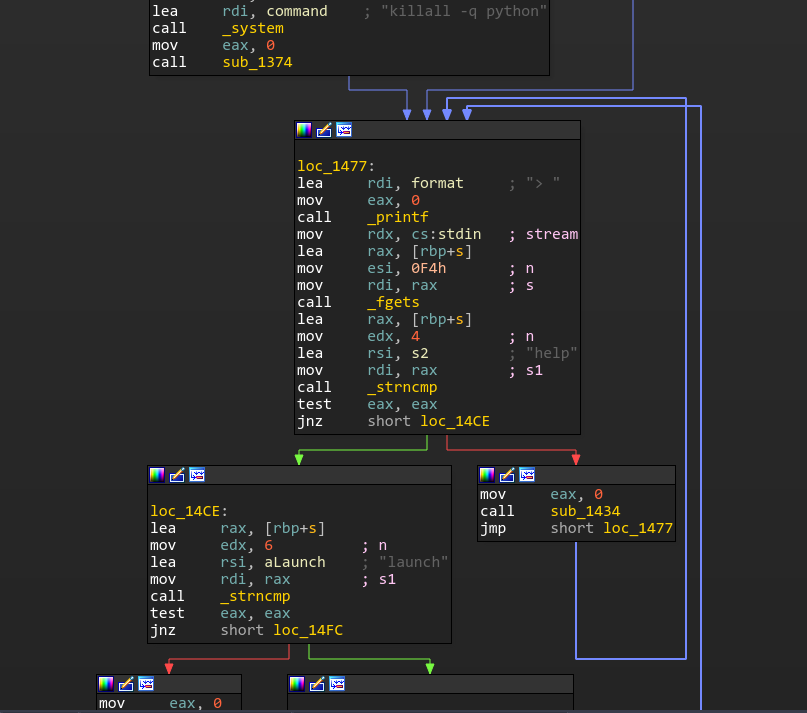 lea rdi, command ; "killall -q python"
call _system
mov eax, 0
call sub_1374
loc_1477:
lea rdi, format ; "> "
mov eax, 0
call _printf
mov rdx, cs:stdin ; stream
lea rax, [rbp+s]
mov esi, 0F4h ; n
mov rdi, rax ; s
call _fgets
lea rax, [rbp+s]
mov edx, 4 ; n
lea rsi, s2 ; "help"
mov rdi, rax ; s1
call _strncmp
test eax, eax
jnz short loc_14CE
loc_14CE:
lea rax, [rbp+s]
mov edx, 6 ; n
lea rsi, aLaunch ; "launch"
mov rdi, rax ; s1
call _strncmp
test eax, eax
jnz short loc_14FC
mov eax, 0
call sub_1434
jmp short loc_1477
mov eax, 0